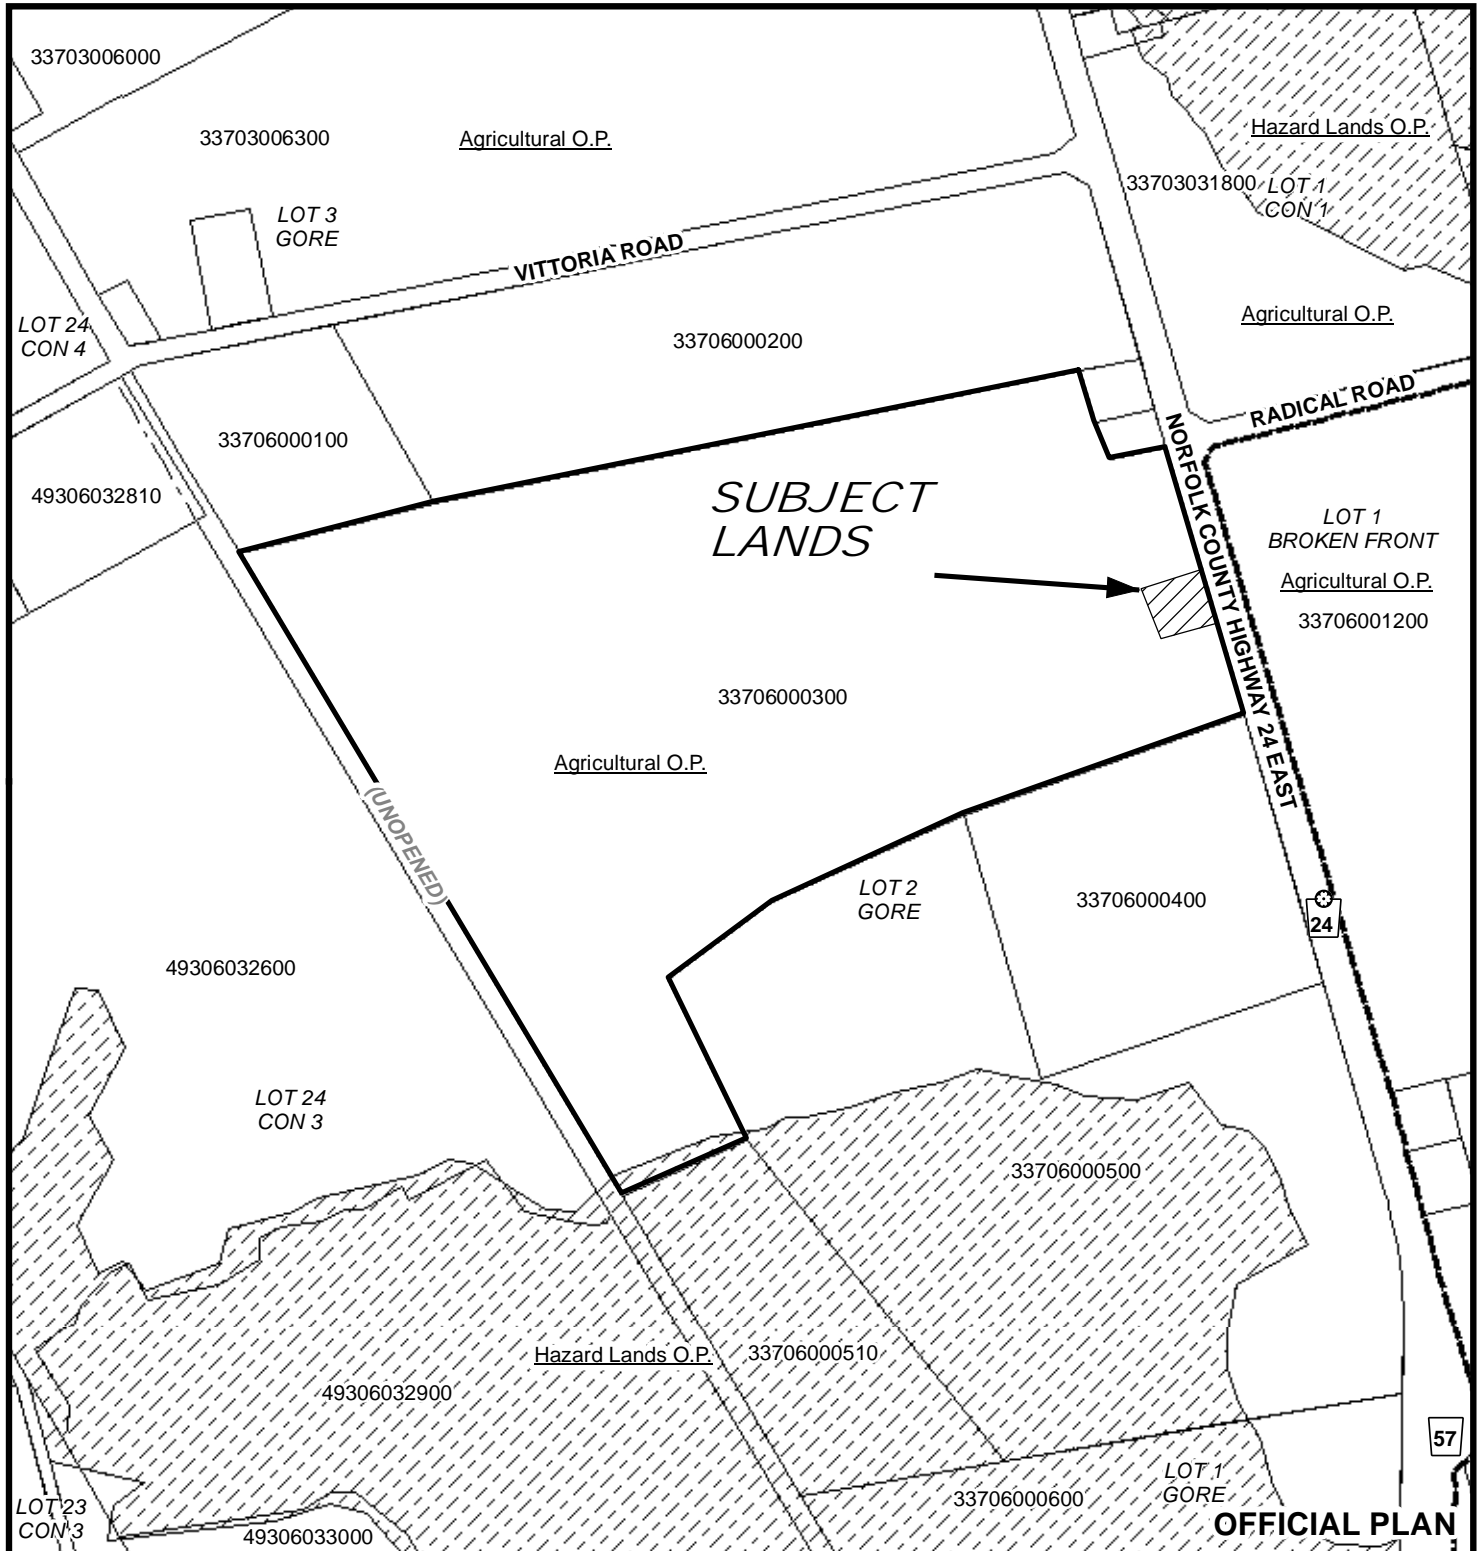 33703006000
33703006300
Agricultural O.P.
Hazard Lands O.P.
33703031800
LOT 1
CON 1
LOT 3
GORE
VITTORIA ROAD
LOT 24
CON 4
33706000200
Agricultural O.P.
RADICAL ROAD
33706000100
49306032810
SUBJECT
LANDS
NORFOLK COUNTY HIGHWAY 24 EAST
LOT 1
BROKEN FRONT
Agricultural O.P.
33706001200
33706000300
Agricultural O.P.
(UNOPENED)
LOT 2
GORE
33706000400
24
49306032600
LOT 24
CON 3
33706000500
Hazard Lands O.P.
33706000510
49306032900
57
LOT 1
GORE
33706000600
LOT 23
CON 3
49306033000
OFFICIAL PLAN